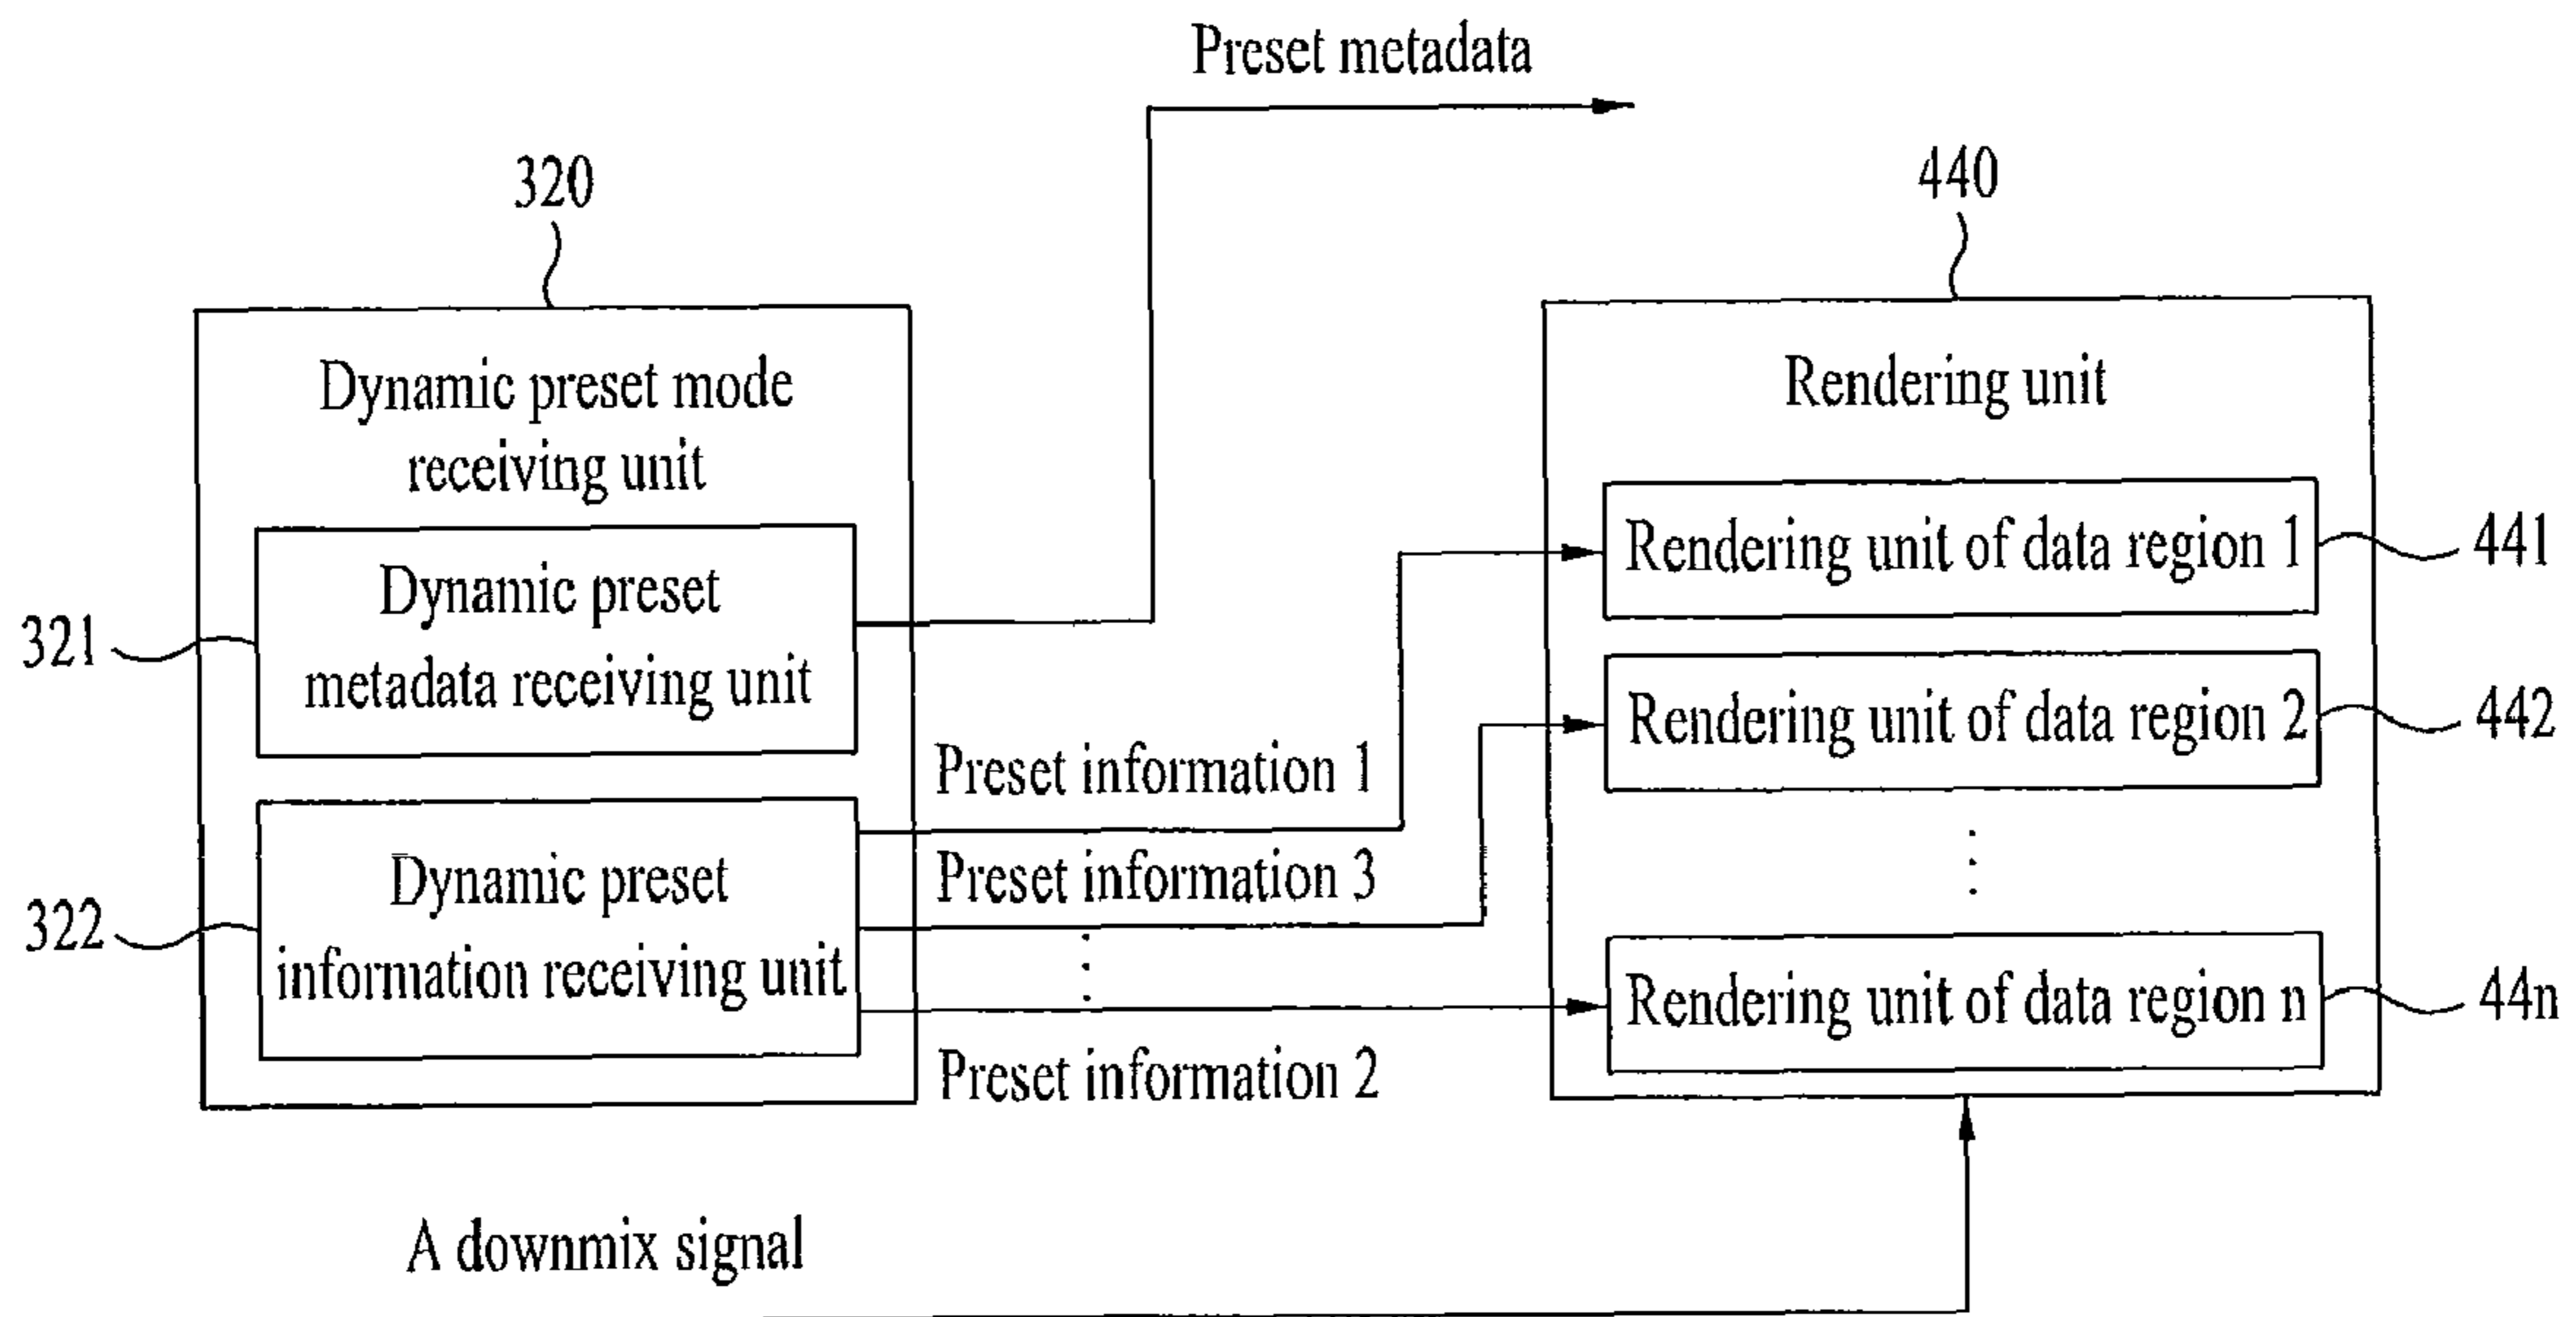 Preset metadata
320
440
Dynamic preset mode
receiving unit
Rendering unit
321
Dynamic preset
metadata receiving unit
Rendering unit of data region 1
441
Rendering unit of data region 2
442
Preset information 1
Preset information 3
322
Dynamic preset
information receiving unit
Rendering unit of data region n
44n
Preset information 2
A downmix signal